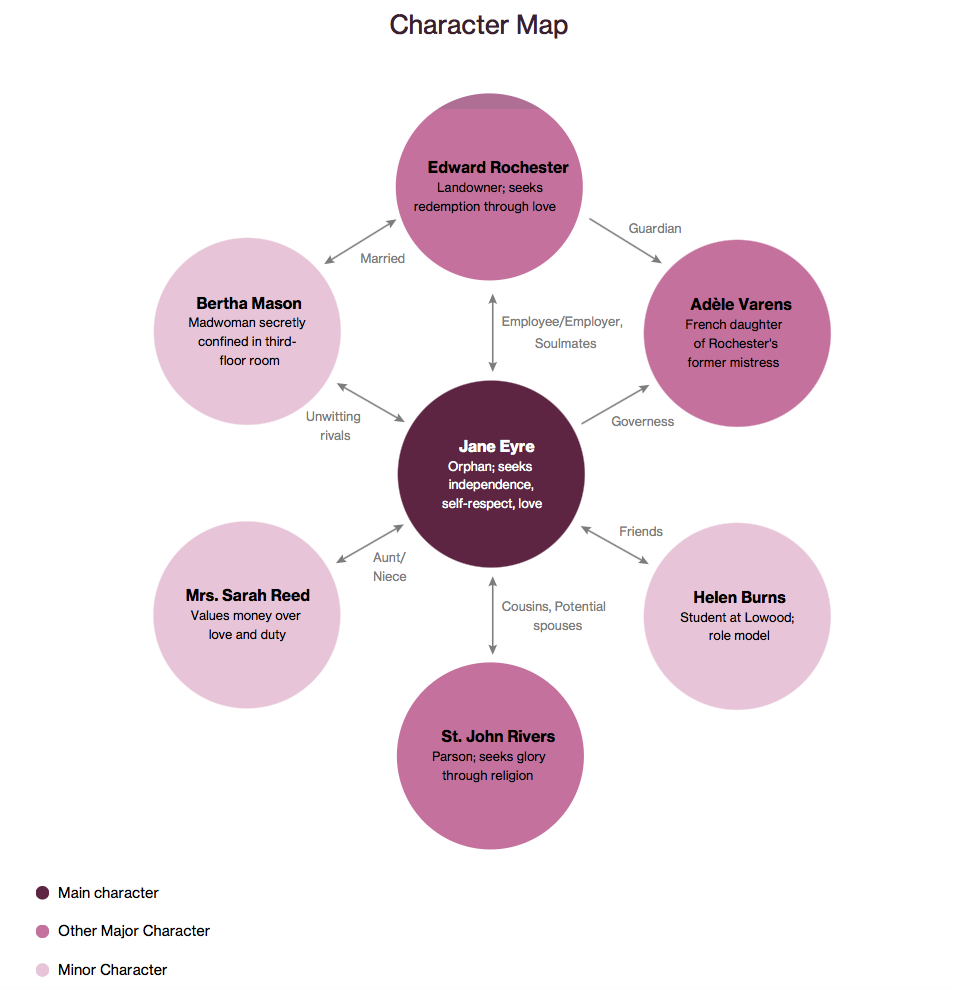 Character Map
Edward Rochester
Landowner; seeks
redemption through love
Guardian
Married
Bertha Mason
Madwoman secretly
confined in third-
floor room
Adèle Varens
French daughter
of Rochester's
former mistress
Employee/Employer,
Soulmates
Unwitting
rivals
Governess
Jane Eyre
Orphan; seeks
independence,
self-respect, love
Friends
Aunt/
Niece
Mrs. Sarah Reed
Values money over
love and duty
Helen Burns
Student at Lowood;
role model
Cousins, Potential
spouses
St. John Rivers
Parson; seeks glory
through religion
Main character
Other Major Character
Minor Character